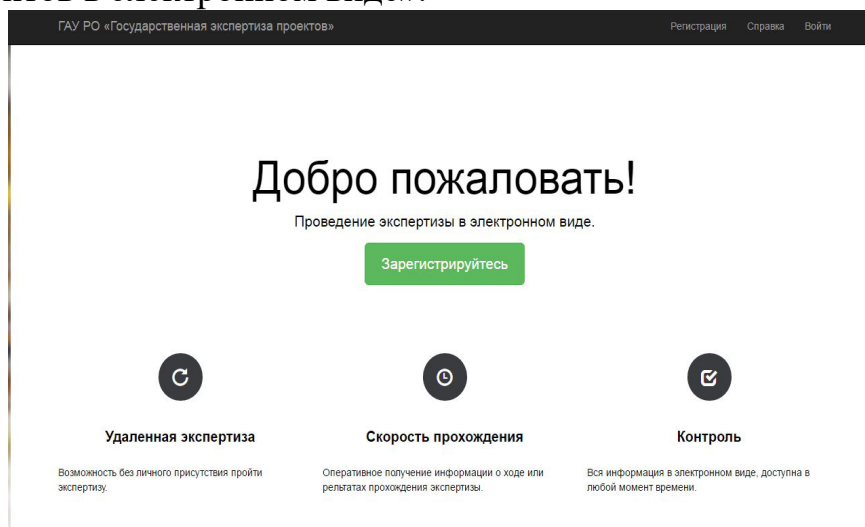 в электронном виде».
ГАУ РО «Государственная экспертиза проектов»
Регистрация Справка Войти
Добро пожаловать!
Проведение экспертизы в электронном виде.
Зарегистрируйтесь
Удаленная экспертиза
Возможность без личного присутствия пройти
экспертизу.
Скорость прохождения
Оперативное получение информации о ходе или
рельтатах прохождения экспертизы.
Контроль
Вся информация в электронном виде, доступна в
любой момент времени.